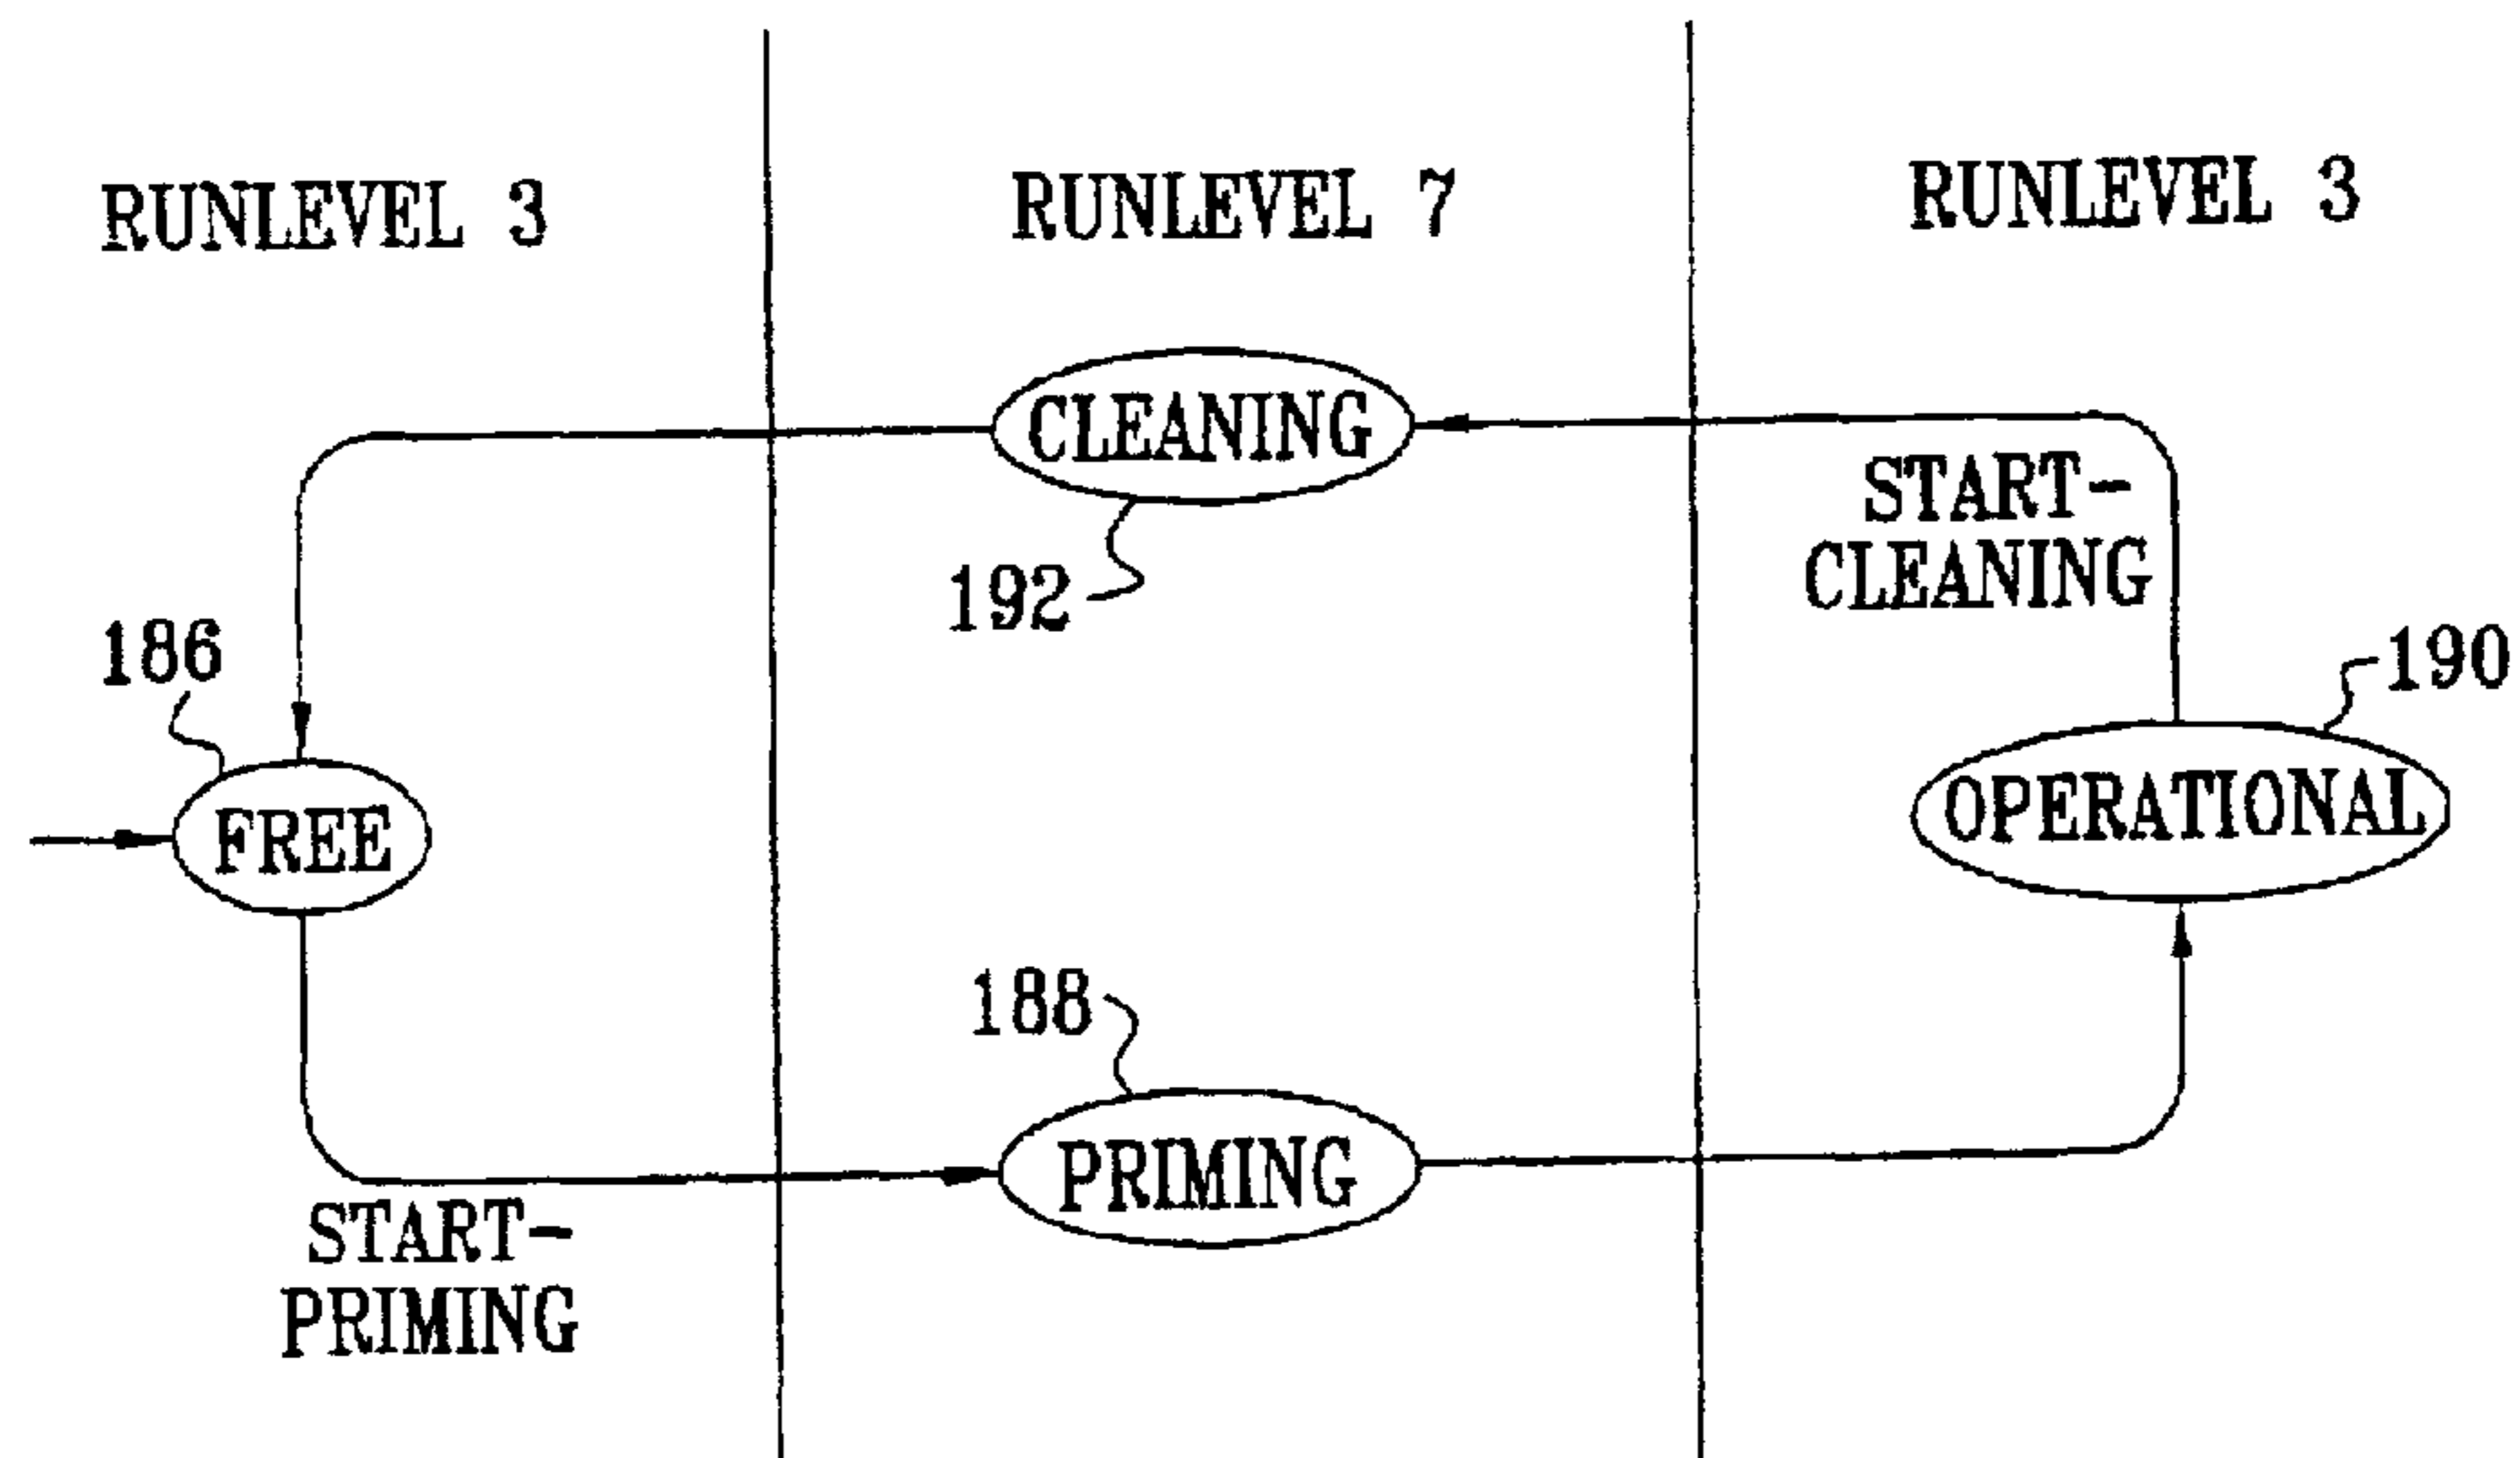 RUNLEVEL 3
RUNLEVEL 7
RUNLEVEL 3
CLEANING
START-
CLEANING
192
186
190
FREE
OPERATIONAL
188
PRIMING
START-
PRIMING